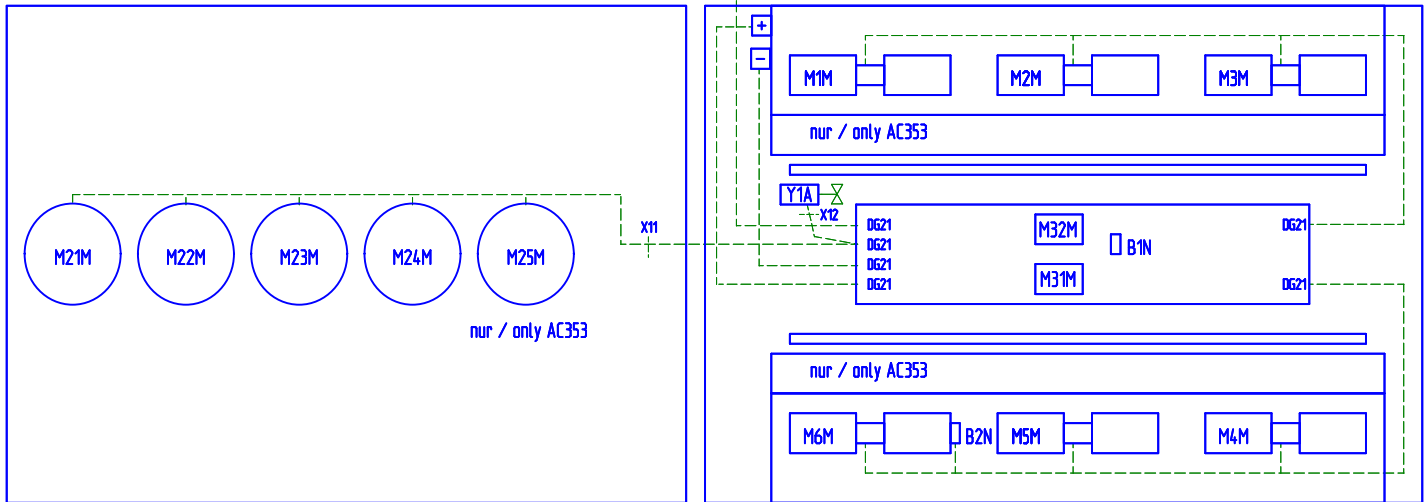 +
−
M1M
M2M
M3M
nur / only AC353
Y1A
X12
X11
DG21
M32M
DG21
DG21
B1N
M21M
M22M
M23M
M24M
M25M
DG21
M31M
DG21
DG21
nur / only AC353
nur / only AC353
M6M
B2N
M5M
M4M